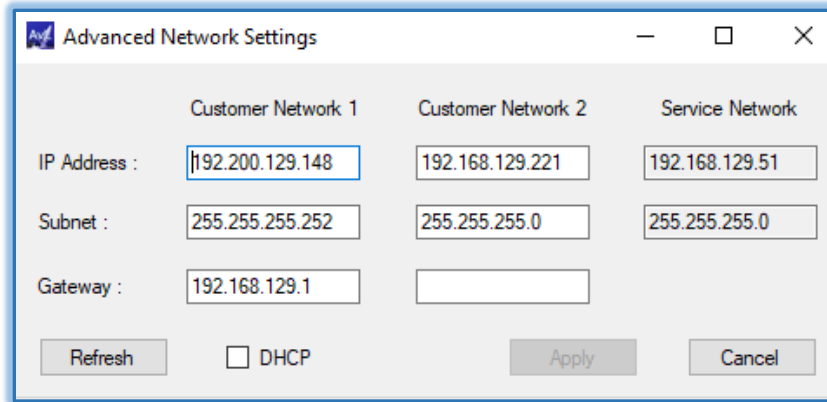 Advanced Network Settings
Customer Network 1 Customer Network 2 Service Network
IP Address : 192.200.129.148 192.168.129.221 192.168.129.51
Subnet : 255.255.255.252 255.255.255.0 255.255.255.0
Gateway : 192.168.129.1
Refresh DHCP Apply Cancel